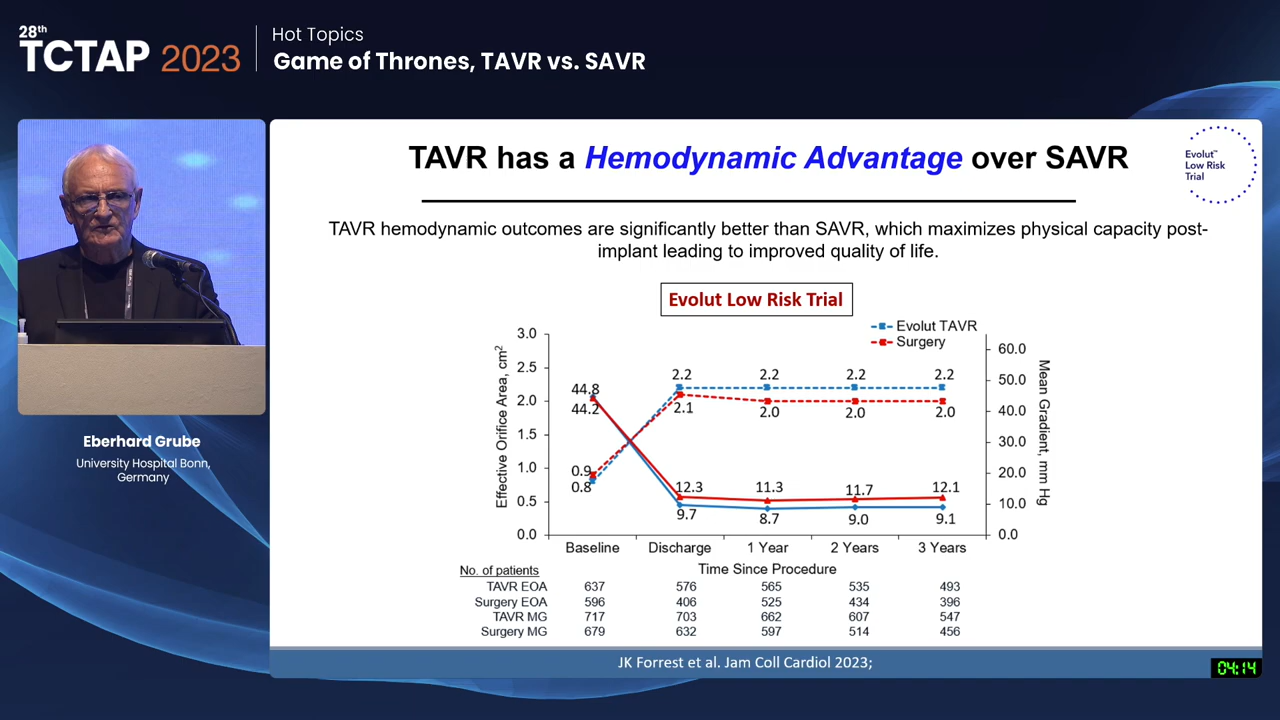 28th
TCTAP 2023
Hot Topics
Game of Thrones, TAVR vs. SAVR
Eberhard Grube
University Hospital Bonn,
Germany
TAVR has a Hemodynamic Advantage over SAVR
Evolut™
Low Risk
Trial
TAVR hemodynamic outcomes are significantly better than SAVR, which maximizes physical capacity post-
implant leading to improved quality of life.
Evolut Low Risk Trial
Evolut TAVR
Surgery
Effective Orifice Area, cm²
3.0
2.5
2.0
1.5
1.0
0.5
0.0
Mean Gradient, mm Hg
60.0
50.0
40.0
30.0
20.0
10.0
0.0
44.8
44.2
0.9
0.8
2.2 2.2 2.2 2.2
2.1 2.0 2.0 2.0
12.3 11.3 11.7 12.1
9.7 8.7 9.0 9.1
Baseline Discharge 1 Year 2 Years 3 Years
Time Since Procedure
No. of patients
TAVR EOA 637 576 565 535 493
Surgery EOA 596 406 525 434 396
TAVR MG 717 703 662 607 547
Surgery MG 679 632 597 514 456
JK Forrest et al. Jam Coll Cardiol 2023;
04:14